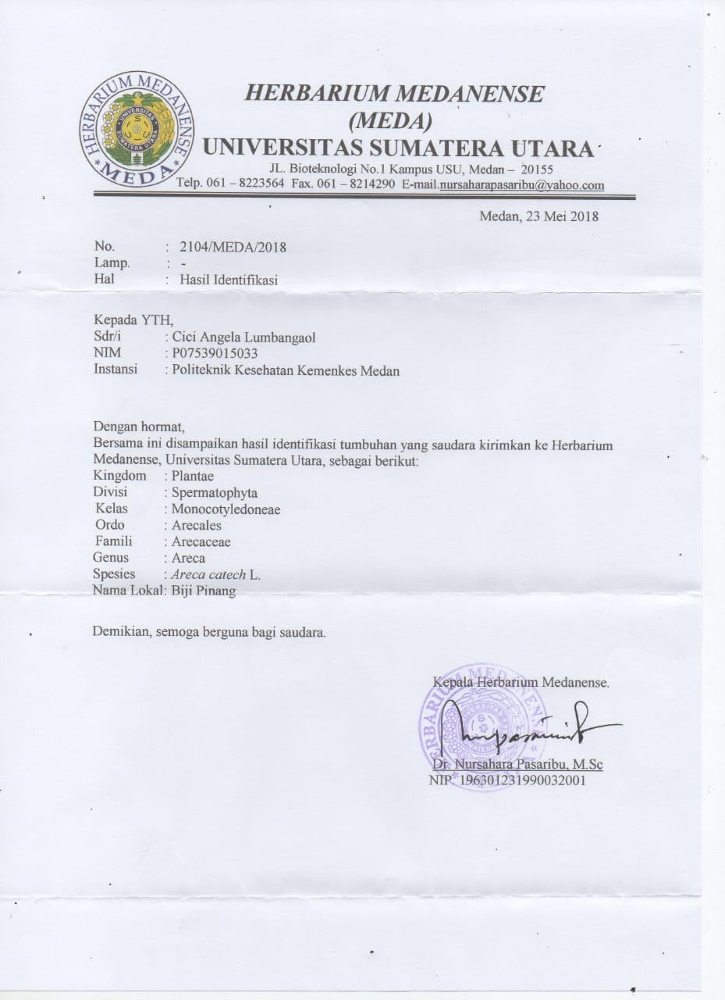 HERBARIUM MEDANENSE
MEDA
UNIVERSITAS
SUMATERA UTARA
HERBARIUM MEDANENSE
(MEDA)
UNIVERSITAS SUMATERA UTARA
JL. Bioteknologi No.1 Kampus USU, Medan – 20155
Telp. 061 – 8223564 Fax. 061 – 8214290 E-mail.nursaharapasaribu@yahoo.com
Medan, 23 Mei 2018
No. : 2104/MEDA/2018
Lamp. : -
Hal : Hasil Identifikasi
Kepada YTH,
Sdr/i : Cici Angela Lumbangaol
NIM : P07539015033
Instansi : Politeknik Kesehatan Kemenkes Medan
Dengan hormat,
Bersama ini disampaikan hasil identifikasi tumbuhan yang saudara kirimkan ke Herbarium
Medanense, Universitas Sumatera Utara, sebagai berikut:
Kingdom : Plantae
Divisi : Spermatophyta
Kelas : Monocotyledoneae
Ordo : Arecales
Famili : Arecaceae
Genus : Areca
Spesies : Areca catech L.
Nama Lokal: Biji Pinang
Demikian, semoga berguna bagi saudara.
Kepala Herbarium Medanense.
Dr. Nursahara Pasaribu, M.Sc
NIP. 196301231990032001